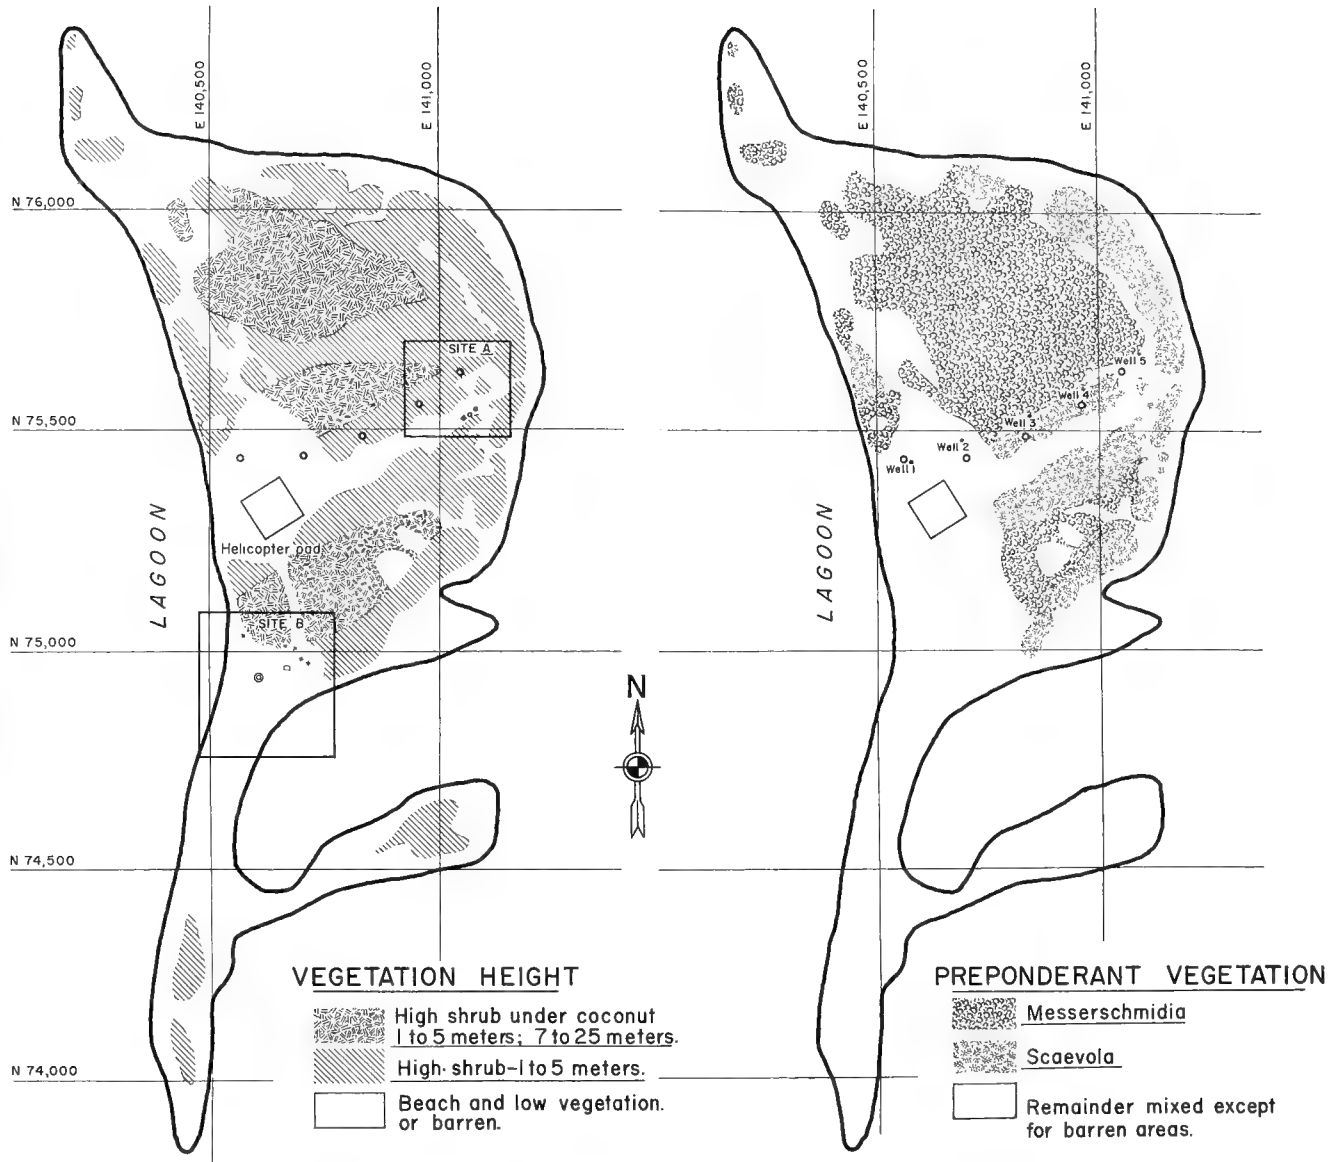 E 140,500
E 141,000
E 140,500
E 141,000
N 76,000
SITE A
Well 5
Well 4
N 75,500
Well 3
Well 2
Well 1
LAGOON
LAGOON
Helicopter pad
SITE B
N 75,000
N
N 74,500
VEGETATION HEIGHT
High shrub under coconut
1 to 5 meters; 7 to 25 meters.
High shrub-1 to 5 meters.
Beach and low vegetation.
or barren.
N 74,000
PREPONDERANT VEGETATION
Messerschmidia
Scaevola
Remainder mixed except
for barren areas.